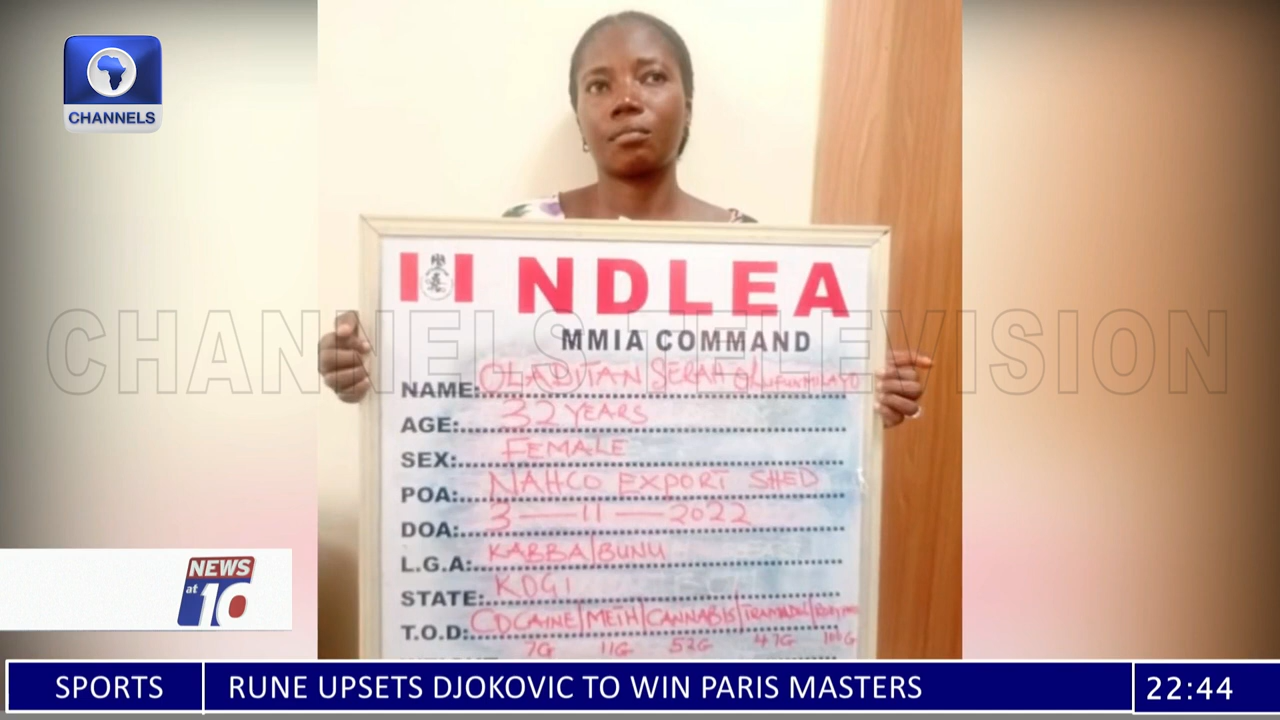 CHANNELS
NDLEA
MMIA COMMAND
CHANNELS TELEVISION
NAME: OLADITAN SERAH OLUFUNMILAYO
AGE: 32 YEARS
SEX: FEMALE
POA: NAHCO EXPORT SHED
DOA: 3-11-2022
L.G.A: KABBA/BUNU
STATE: KOGI
T.O.D: COCAINE/METH/CANNABIS/TRAMADOL/
7G 11G 52G 47G
NEWS
at 10
SPORTS RUNE UPSETS DJOKOVIC TO WIN PARIS MASTERS 22:44